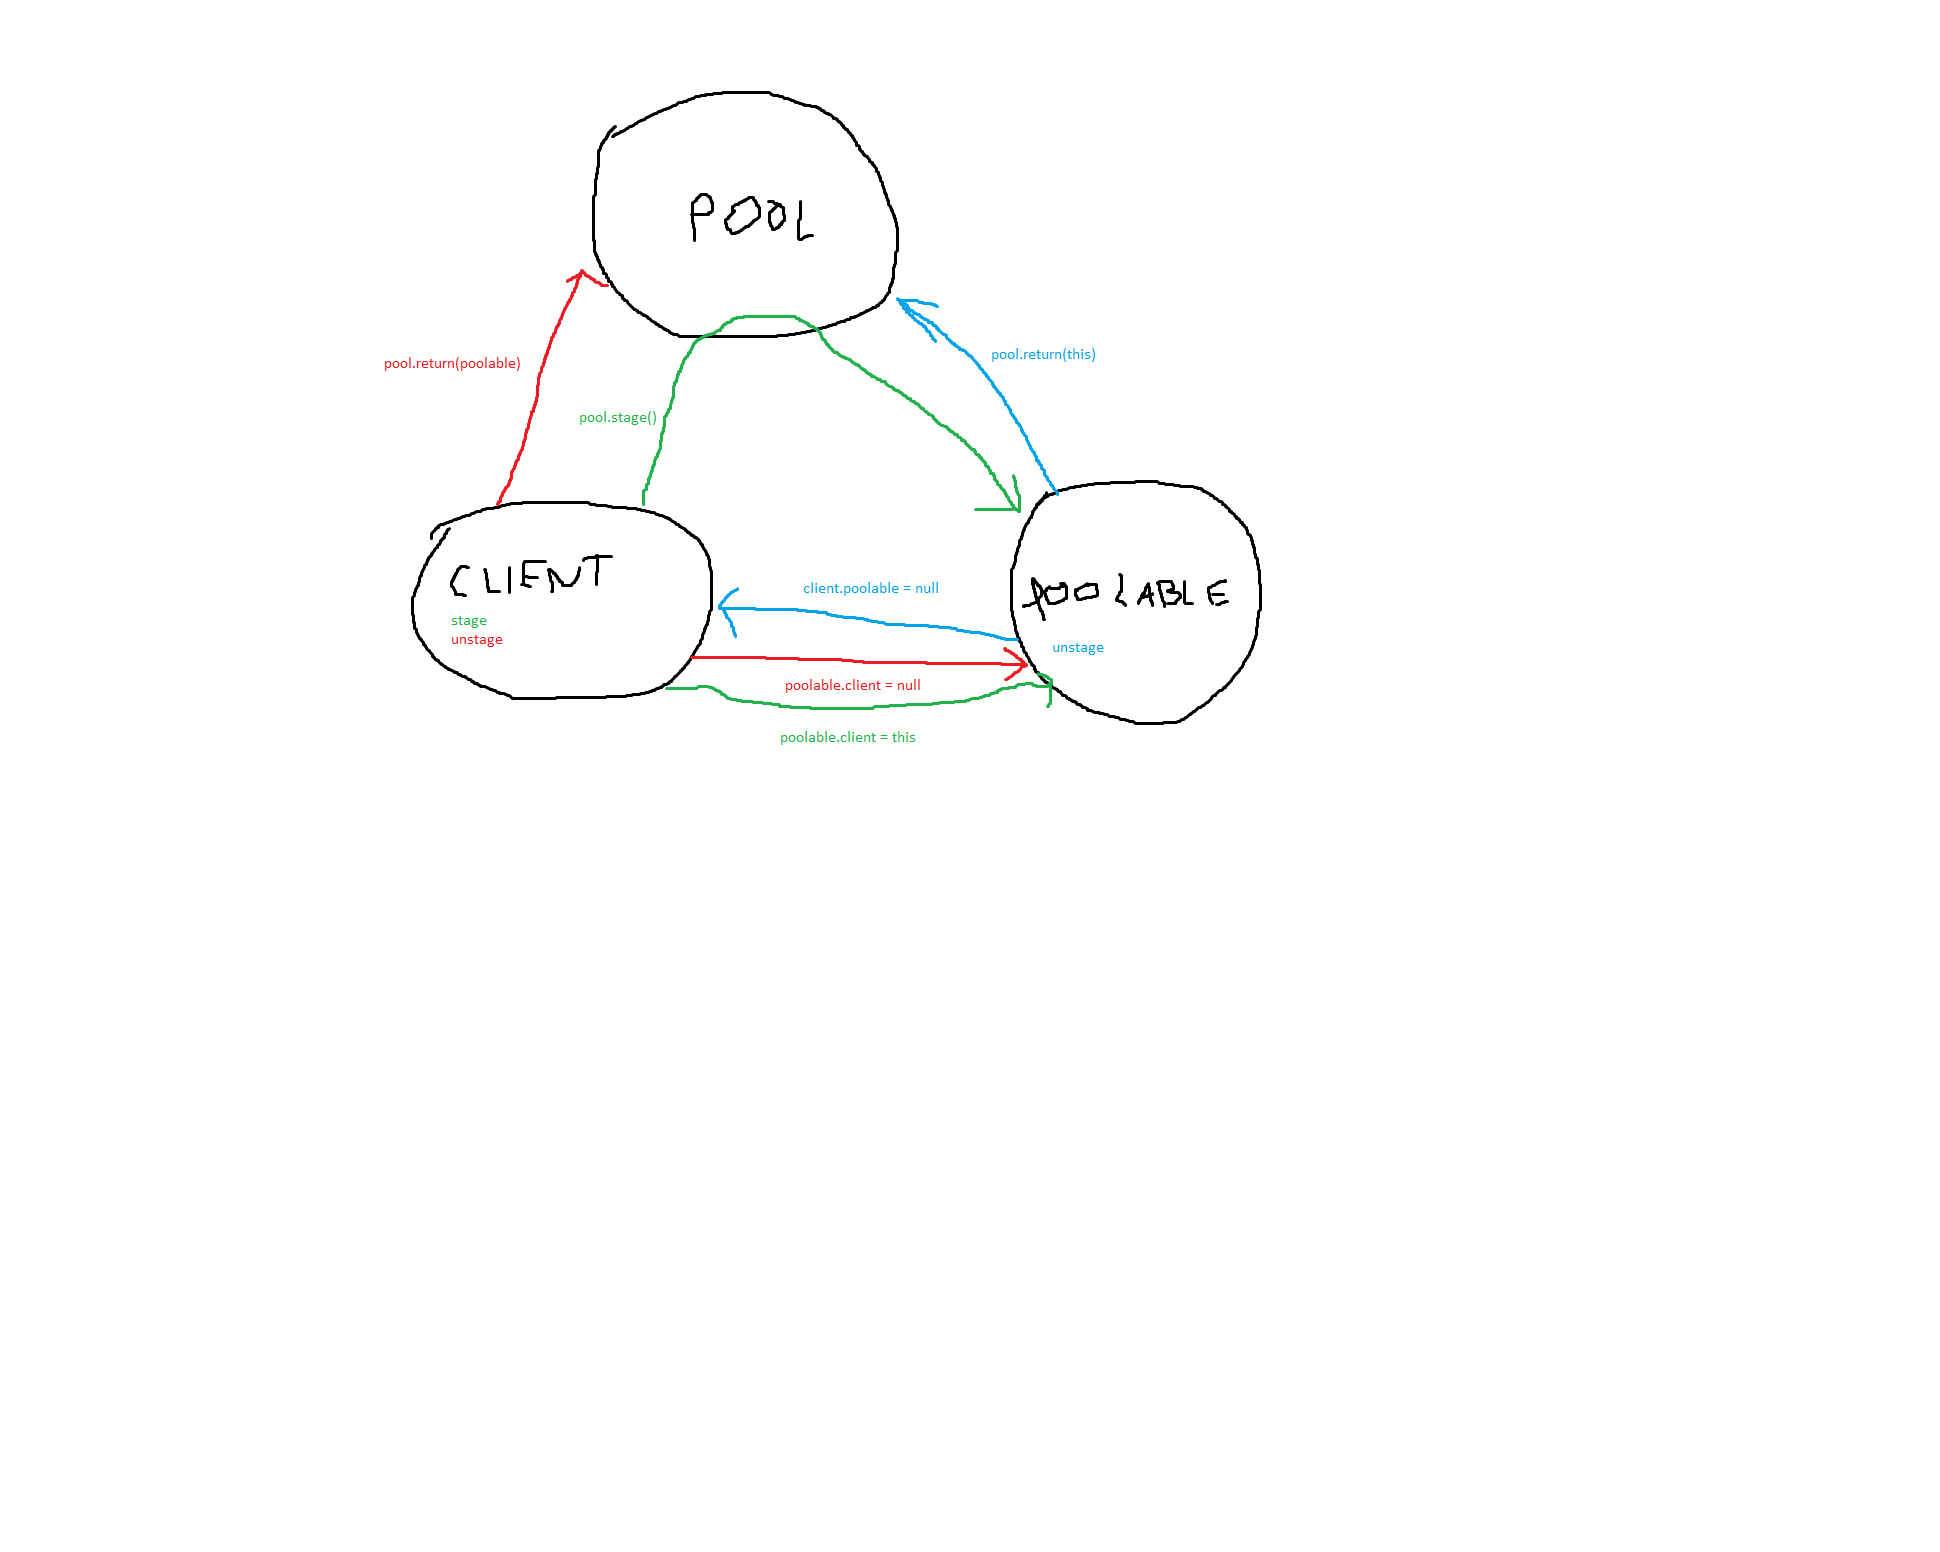 POOL
pool.return(poolable)
pool.return(this)
pool.stage()
CLIENT
stage
unstage
client.poolable = null
POOLABLE
unstage
poolable.client = null
poolable.client = this